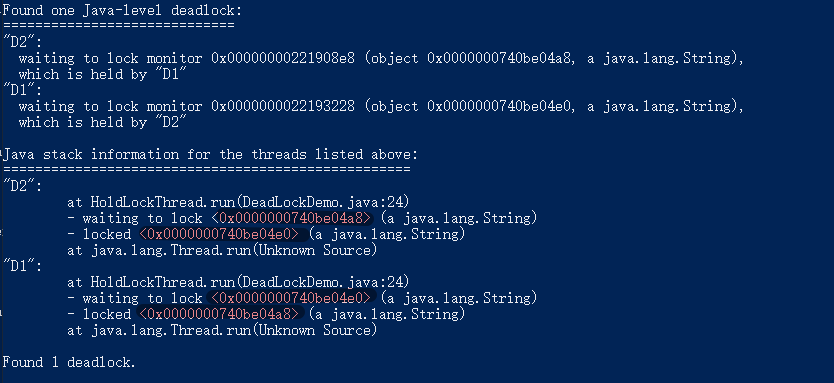 Found one Java-level deadlock:
=============================
"D2":
  waiting to lock monitor 0x00000000221908e8 (object 0x0000000740be04a8, a java.lang.String),
  which is held by "D1"
"D1":
  waiting to lock monitor 0x0000000022193228 (object 0x0000000740be04e0, a java.lang.String),
  which is held by "D2"

Java stack information for the threads listed above:
===================================================
"D2":
        at HoldLockThread.run(DeadLockDemo.java:24)
        - waiting to lock <0x0000000740be04a8> (a java.lang.String)
        - locked <0x0000000740be04e0> (a java.lang.String)
        at java.lang.Thread.run(Unknown Source)
"D1":
        at HoldLockThread.run(DeadLockDemo.java:24)
        - waiting to lock <0x0000000740be04e0> (a java.lang.String)
        - locked <0x0000000740be04a8> (a java.lang.String)
        at java.lang.Thread.run(Unknown Source)

Found 1 deadlock.